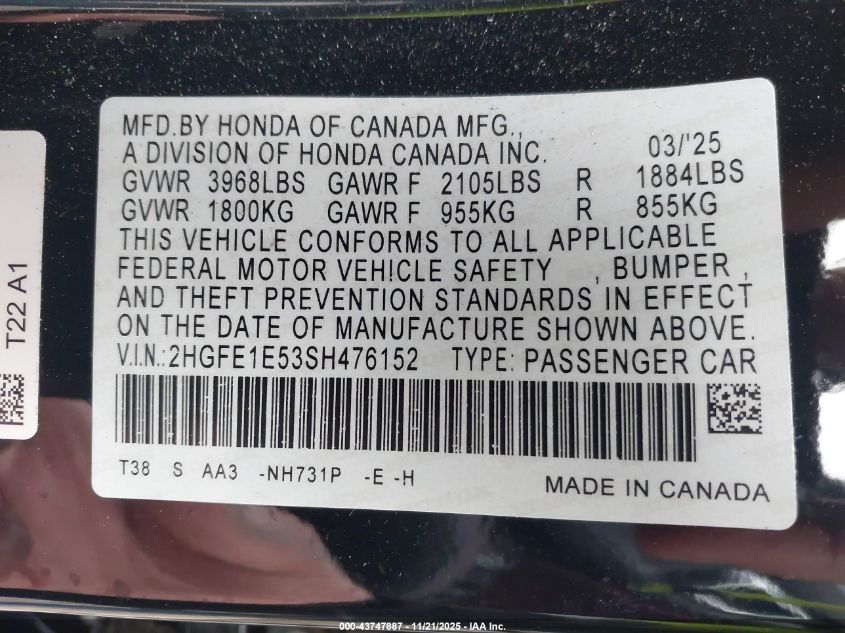 MFD.BY HONDA OF CANADA MFG.,
A DIVISION OF HONDA CANADA INC. 03/'25
GVWR 3968LBS GAWR F 2105LBS R 1884LBS
GVWR 1800KG GAWR F 955KG R 855KG
THIS VEHICLE CONFORMS TO ALL APPLICABLE
FEDERAL MOTOR VEHICLE SAFETY , BUMPER ,
AND THEFT PREVENTION STANDARDS IN EFFECT
ON THE DATE OF MANUFACTURE SHOWN ABOVE.
V.I.N.:2HGFE1E53SH476152 TYPE: PASSENGER CAR
T38 S AA3 -NH731P -E -H
MADE IN CANADA
T22 A1
000-43747887 - 11/21/2025 - IAA Inc.